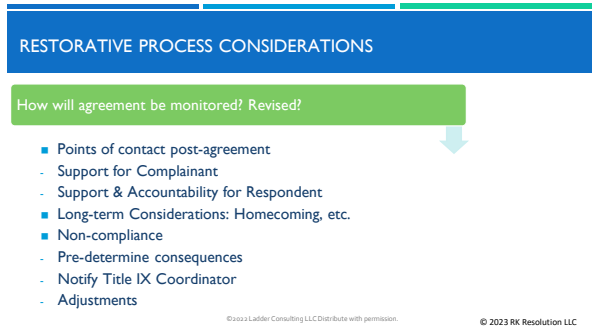 RESTORATIVE PROCESS CONSIDERATIONS
How will agreement be monitored? Revised?
■ Points of contact post-agreement
- Support for Complainant
- Support & Accountability for Respondent
■ Long-term Considerations: Homecoming, etc.
■ Non-compliance
- Pre-determine consequences
- Notify Title IX Coordinator
- Adjustments
©2022 Ladder Consulting LLC Distribute with permission.
© 2023 RK Resolution LLC